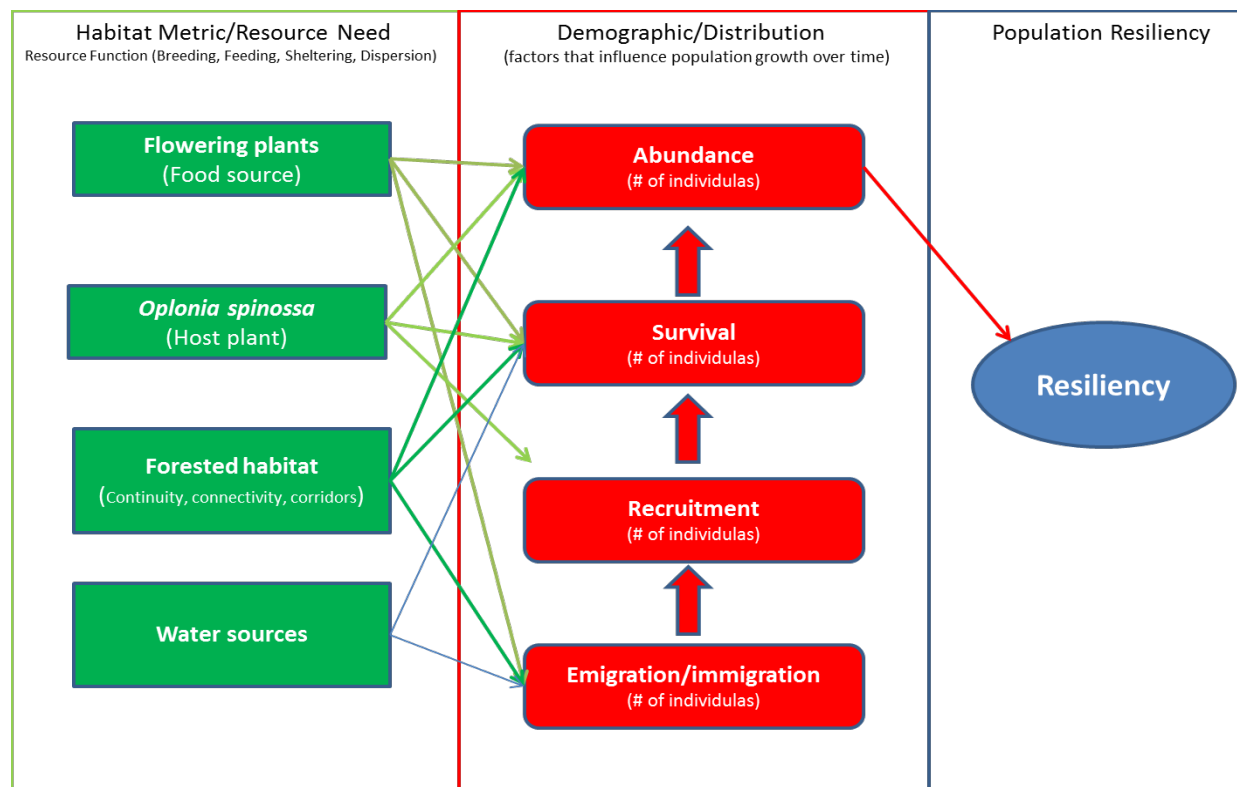 Habitat Metric/Resource Need
Resource Function (Breeding, Feeding, Sheltering, Dispersion)
Flowering plants
(Food source)
Oplonia spinossa
(Host plant)
Forested habitat
(Continuity, connectivity, corridors)
Water sources
Demographic/Distribution
(factors that influence population growth over time)
Abundance
(# of individulas)
Survival
(# of individulas)
Recruitment
(# of individulas)
Emigration/immigration
(# of individulas)
Population Resiliency
Resiliency